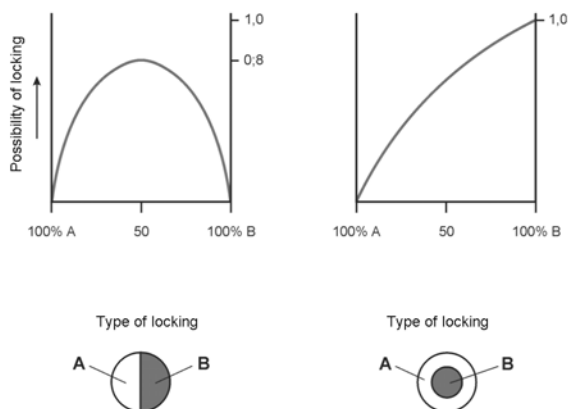 Possibility of locking
1,0
0;8
100% A
50
100% B
1,0
100% A
50
100% B
Type of locking
A
B
Type of locking
A
B